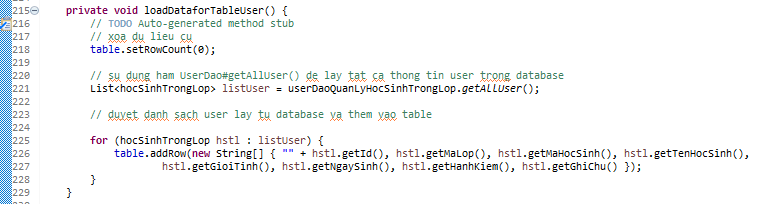 215 private void loadDataforTableUser() {
216 // TODO Auto-generated method stub
217 // xoa du lieu cu
218 table.setRowCount(0);
219
220 // su dung ham UserDao#getAllUser() de lay tat ca thong tin user trong database
221 List<hocSinhTrongLop> listUser = userDaoQuanLyHocSinhTrongLop.getAllUser();
222
223 // duyet danh sach user lay tu database va them vao table
224
225 for (hocSinhTrongLop hstl : listUser) {
226 table.addRow(new String[] { "" + hstl.getId(), hstl.getMaLop(), hstl.getMaHocSinh(), hstl.getTenHocSinh(),
227 hstl.getGioiTinh(), hstl.getNgaySinh(), hstl.getHanhKiem(), hstl.getGhiChu() });
228 }
229 }